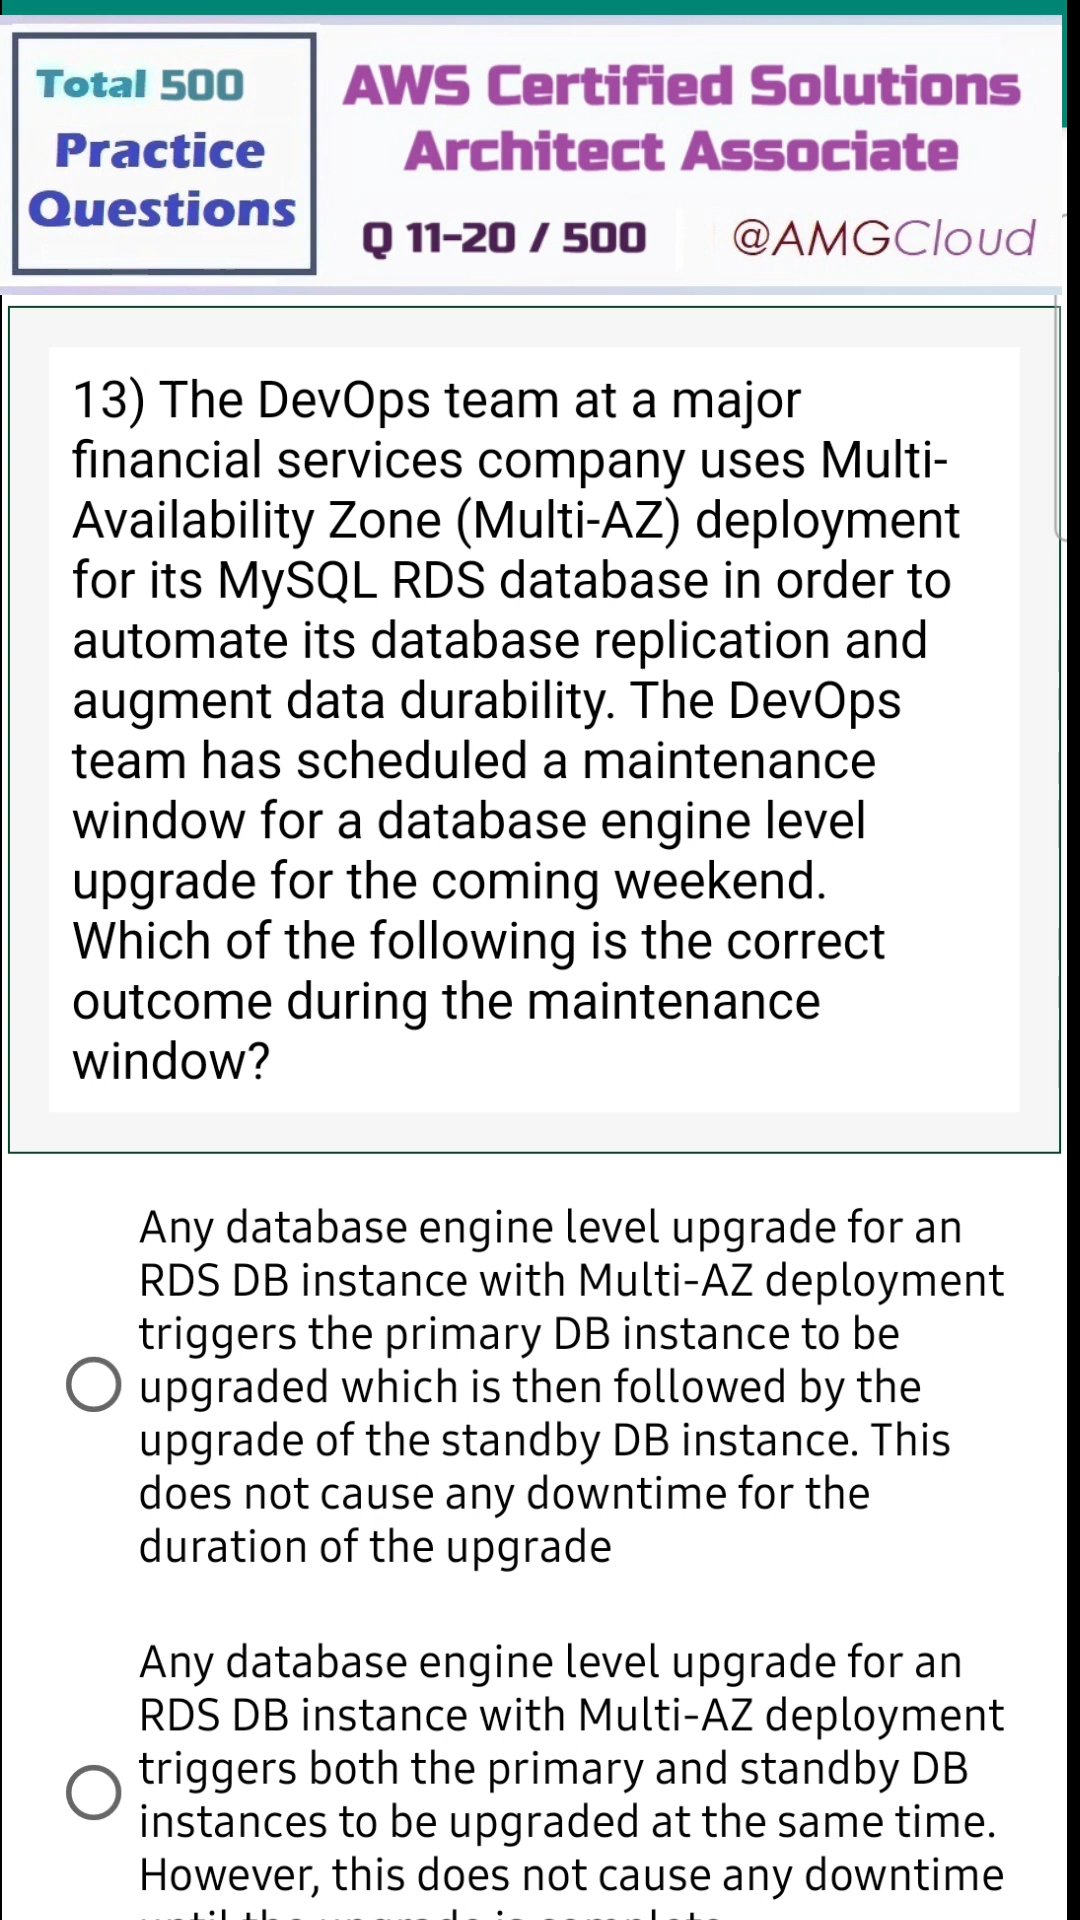 Total 500
Practice
Questions
AWS Certified Solutions
Architect Associate
Q 11-20 / 500
@AMGCloud
13) The DevOps team at a major
financial services company uses Multi-
Availability Zone (Multi-AZ) deployment
for its MySQL RDS database in order to
automate its database replication and
augment data durability. The DevOps
team has scheduled a maintenance
window for a database engine level
upgrade for the coming weekend.
Which of the following is the correct
outcome during the maintenance
window?
Any database engine level upgrade for an
RDS DB instance with Multi-AZ deployment
triggers the primary DB instance to be
upgraded which is then followed by the
upgrade of the standby DB instance. This
does not cause any downtime for the
duration of the upgrade
Any database engine level upgrade for an
RDS DB instance with Multi-AZ deployment
triggers both the primary and standby DB
instances to be upgraded at the same time.
However, this does not cause any downtime